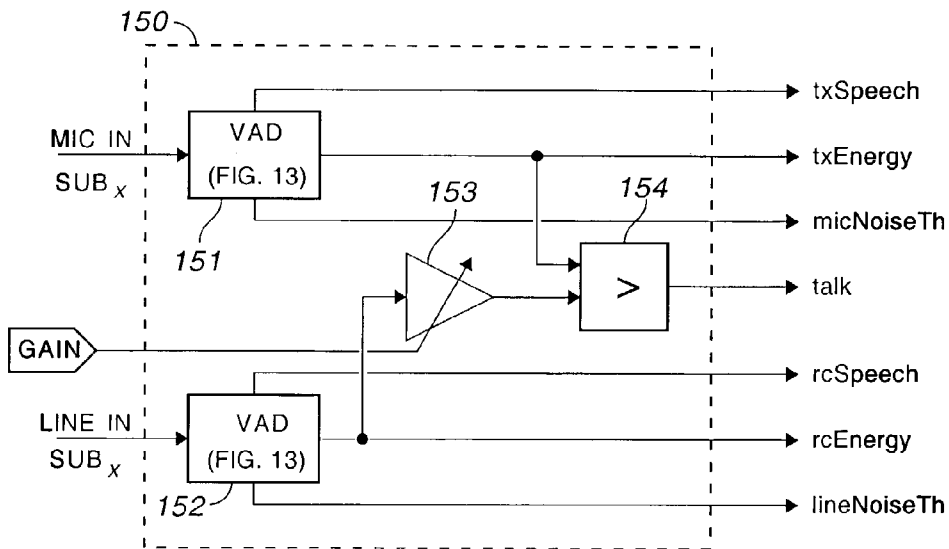 150
txSpeech
MIC IN
VAD
txEnergy
SUB x
(FIG. 13)
153
154
micNoiseTh
151
>
talk
GAIN
rcSpeech
LINE IN
VAD
rcEnergy
SUB x
(FIG. 13)
152
lineNoiseTh